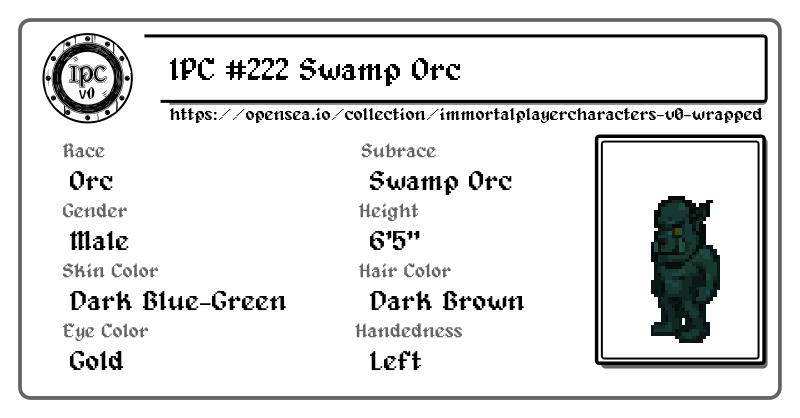 IPC v0
IPC #222 Swamp Orc
https://opensea.io/collection/immortalplayercharacters-v0-wrapped
Race Subrace
Orc Swamp Orc
Gender Height
Male 6'5"
Skin Color Hair Color
Dark Blue-Green Dark Brown
Eye Color Handedness
Gold Left